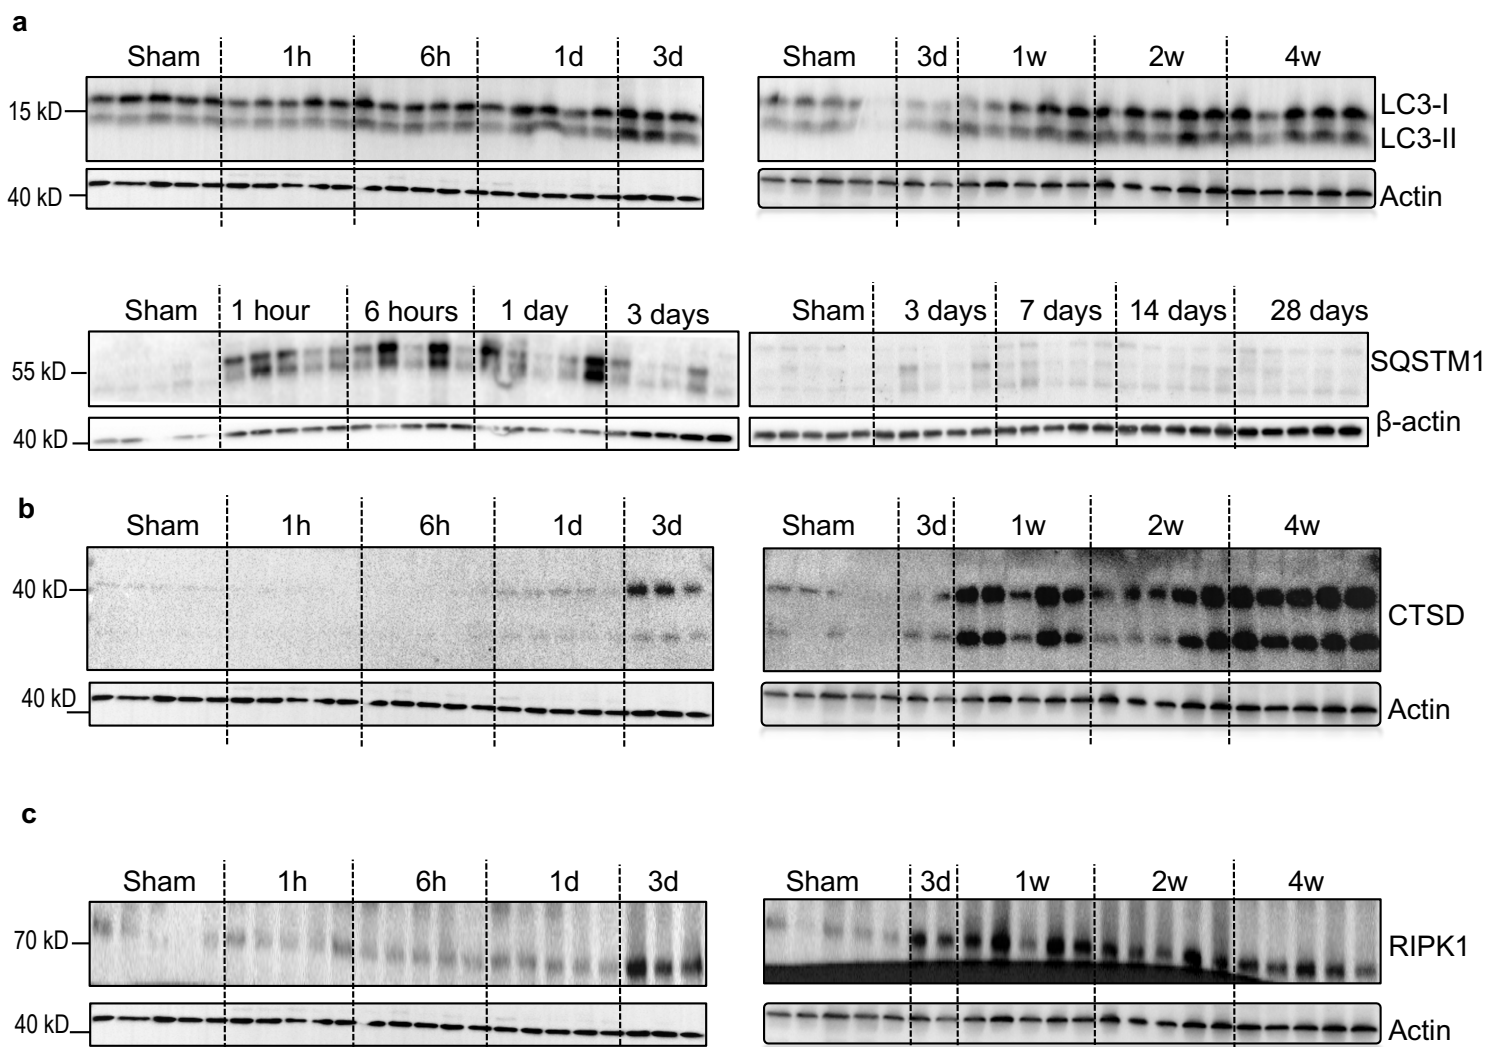 a
Sham 1h 6h 1d 3d Sham 3d 1w 2w 4w
15 kD LC3-I
LC3-II
40 kD Actin
Sham 1 hour 6 hours 1 day 3 days Sham 3 days 7 days 14 days 28 days
55 kD SQSTM1
40 kD β-actin
b
Sham 1h 6h 1d 3d Sham 3d 1w 2w 4w
40 kD CTSD
40 kD Actin
c
Sham 1h 6h 1d 3d Sham 3d 1w 2w 4w
70 kD RIPK1
40 kD Actin